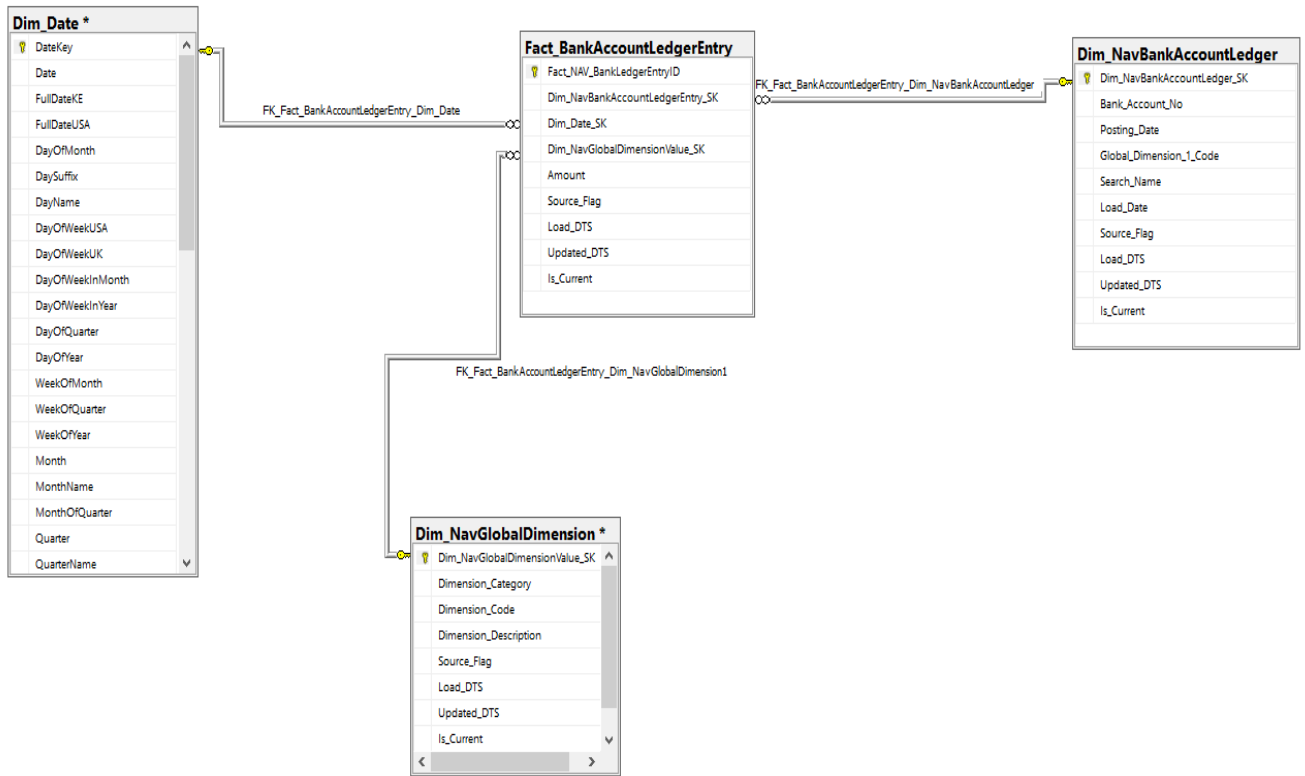 Dim_Date *
DateKey
Date
FullDateKE
FullDateUSA
DayOfMonth
DaySuffix
DayName
DayOfWeekUSA
DayOfWeekUK
DayOfWeekInMonth
DayOfWeekInYear
DayOfQuarter
DayOfYear
WeekOfMonth
WeekOfQuarter
WeekOfYear
Month
MonthName
MonthOfQuarter
Quarter
QuarterName
FK_Fact_BankAccountLedgerEntry_Dim_Date
Fact_BankAccountLedgerEntry
Fact_NAV_BankLedgerEntryID
Dim_NavBankAccountLedgerEntry_SK
Dim_Date_SK
Dim_NavGlobalDimensionValue_SK
Amount
Source_Flag
Load_DTS
Updated_DTS
Is_Current
FK_Fact_BankAccountLedgerEntry_Dim_NavBankAccountLedger
Dim_NavBankAccountLedger
Dim_NavBankAccountLedger_SK
Bank_Account_No
Posting_Date
Global_Dimension_1_Code
Search_Name
Load_Date
Source_Flag
Load_DTS
Updated_DTS
Is_Current
FK_Fact_BankAccountLedgerEntry_Dim_NavGlobalDimension1
Dim_NavGlobalDimension *
Dim_NavGlobalDimensionValue_SK
Dimension_Category
Dimension_Code
Dimension_Description
Source_Flag
Load_DTS
Updated_DTS
Is_Current